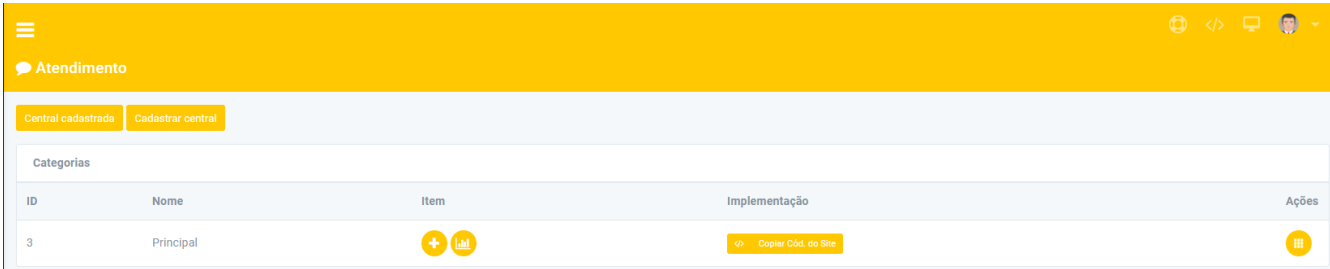 Atendimento
Central cadastrada Cadastrar central
Categorias
ID Nome Item Implementação Ações
3 Principal </> Copiar Cód. do Site